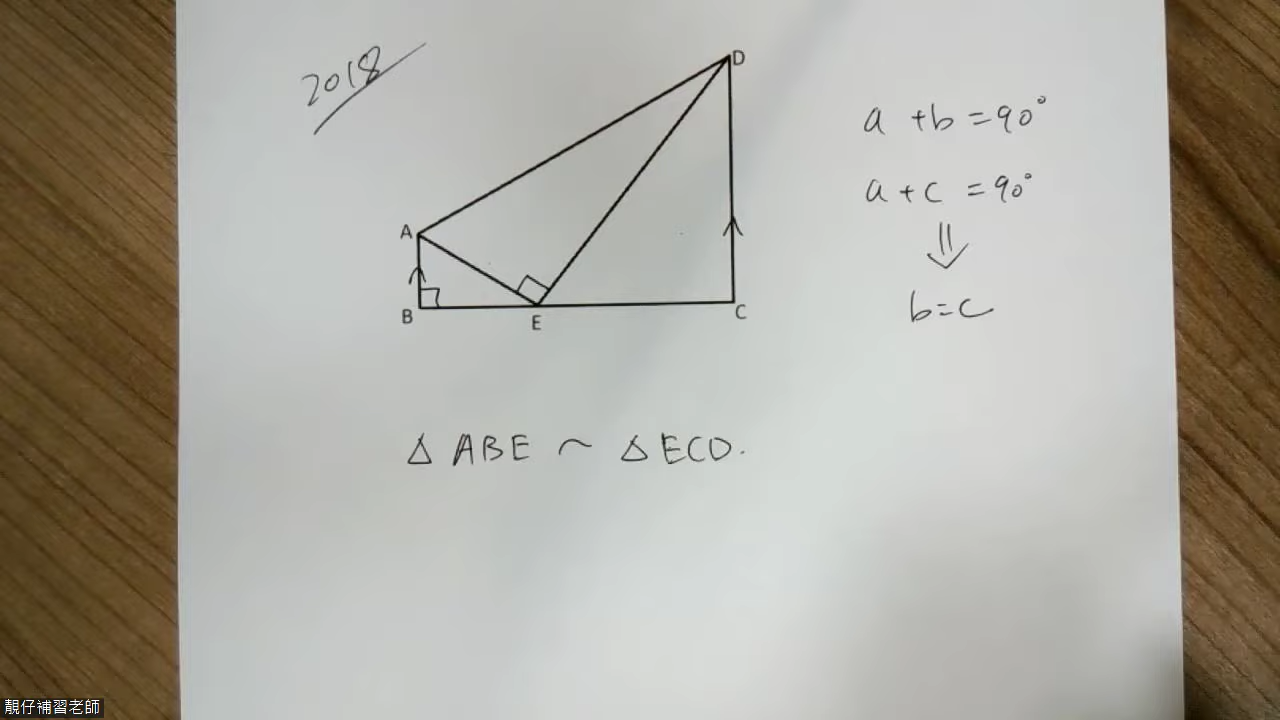 2018
D
A
B
E
C
a + b = 90°
a + c = 90°
⇓
b = c
△ ABE ~ △ ECD.
靚仔補習老師